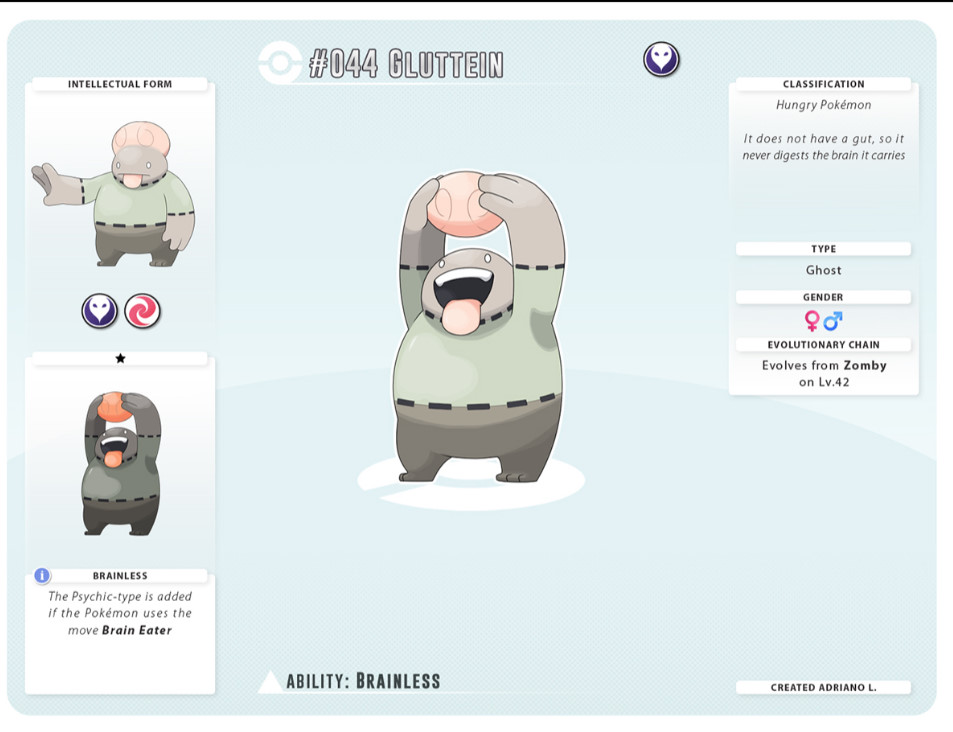 #044 Gluttein
INTELLECTUAL FORM
★
BRAINLESS
The Psychic-type is added
if the Pokémon uses the
move Brain Eater
CLASSIFICATION
Hungry Pokémon
It does not have a gut, so it
never digests the brain it carries
TYPE
Ghost
GENDER
♀♂
EVOLUTIONARY CHAIN
Evolves from Zomby
on Lv.42
ABILITY: BRAINLESS
CREATED ADRIANO L.